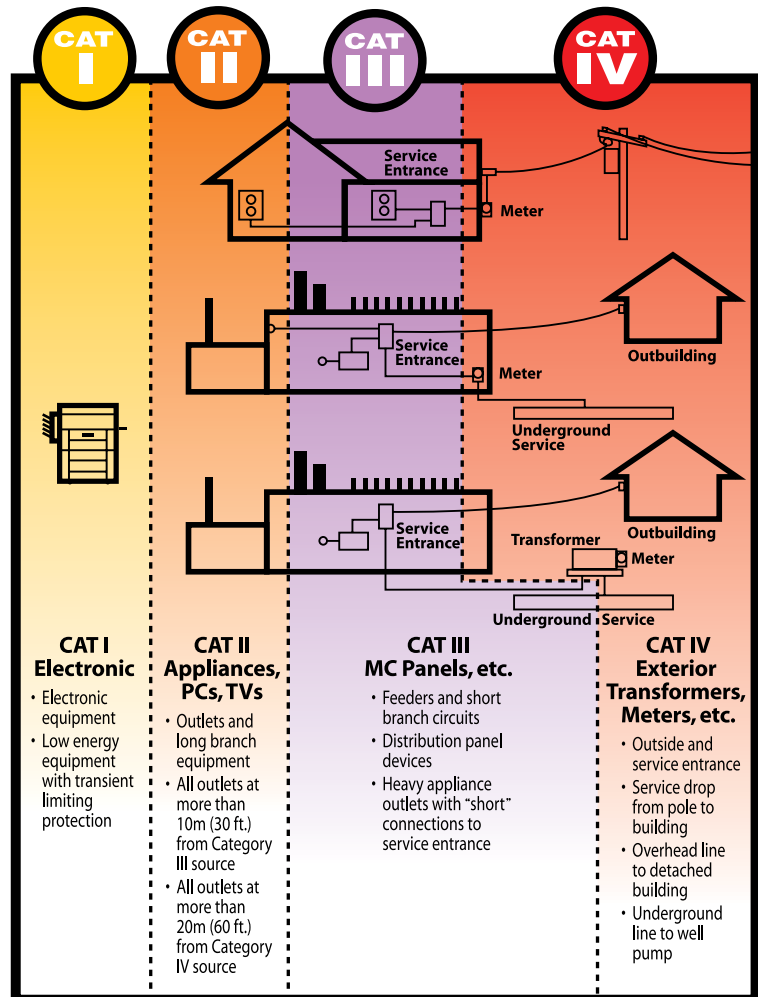 CAT
I
CAT
II
CAT
III
CAT
IV
Service
Entrance
Meter
Service
Entrance
Meter
Outbuilding
Underground
Service
Service
Entrance
Outbuilding
Transformer
Meter
Underground Service
CAT I
Electronic
• Electronic
equipment
• Low energy
equipment
with transient
limiting
protection
CAT II
Appliances,
PCs, TVs
• Outlets and
long branch
equipment
• All outlets at
more than
10m (30 ft.)
from Category
III source
• All outlets at
more than
20m (60 ft.)
from Category
IV source
CAT III
MC Panels, etc.
• Feeders and short
branch circuits
• Distribution panel
devices
• Heavy appliance
outlets with “short”
connections to
service entrance
CAT IV
Exterior
Transformers,
Meters, etc.
• Outside and
service entrance
• Service drop
from pole to
building
• Overhead line
to detached
building
• Underground
line to well
pump